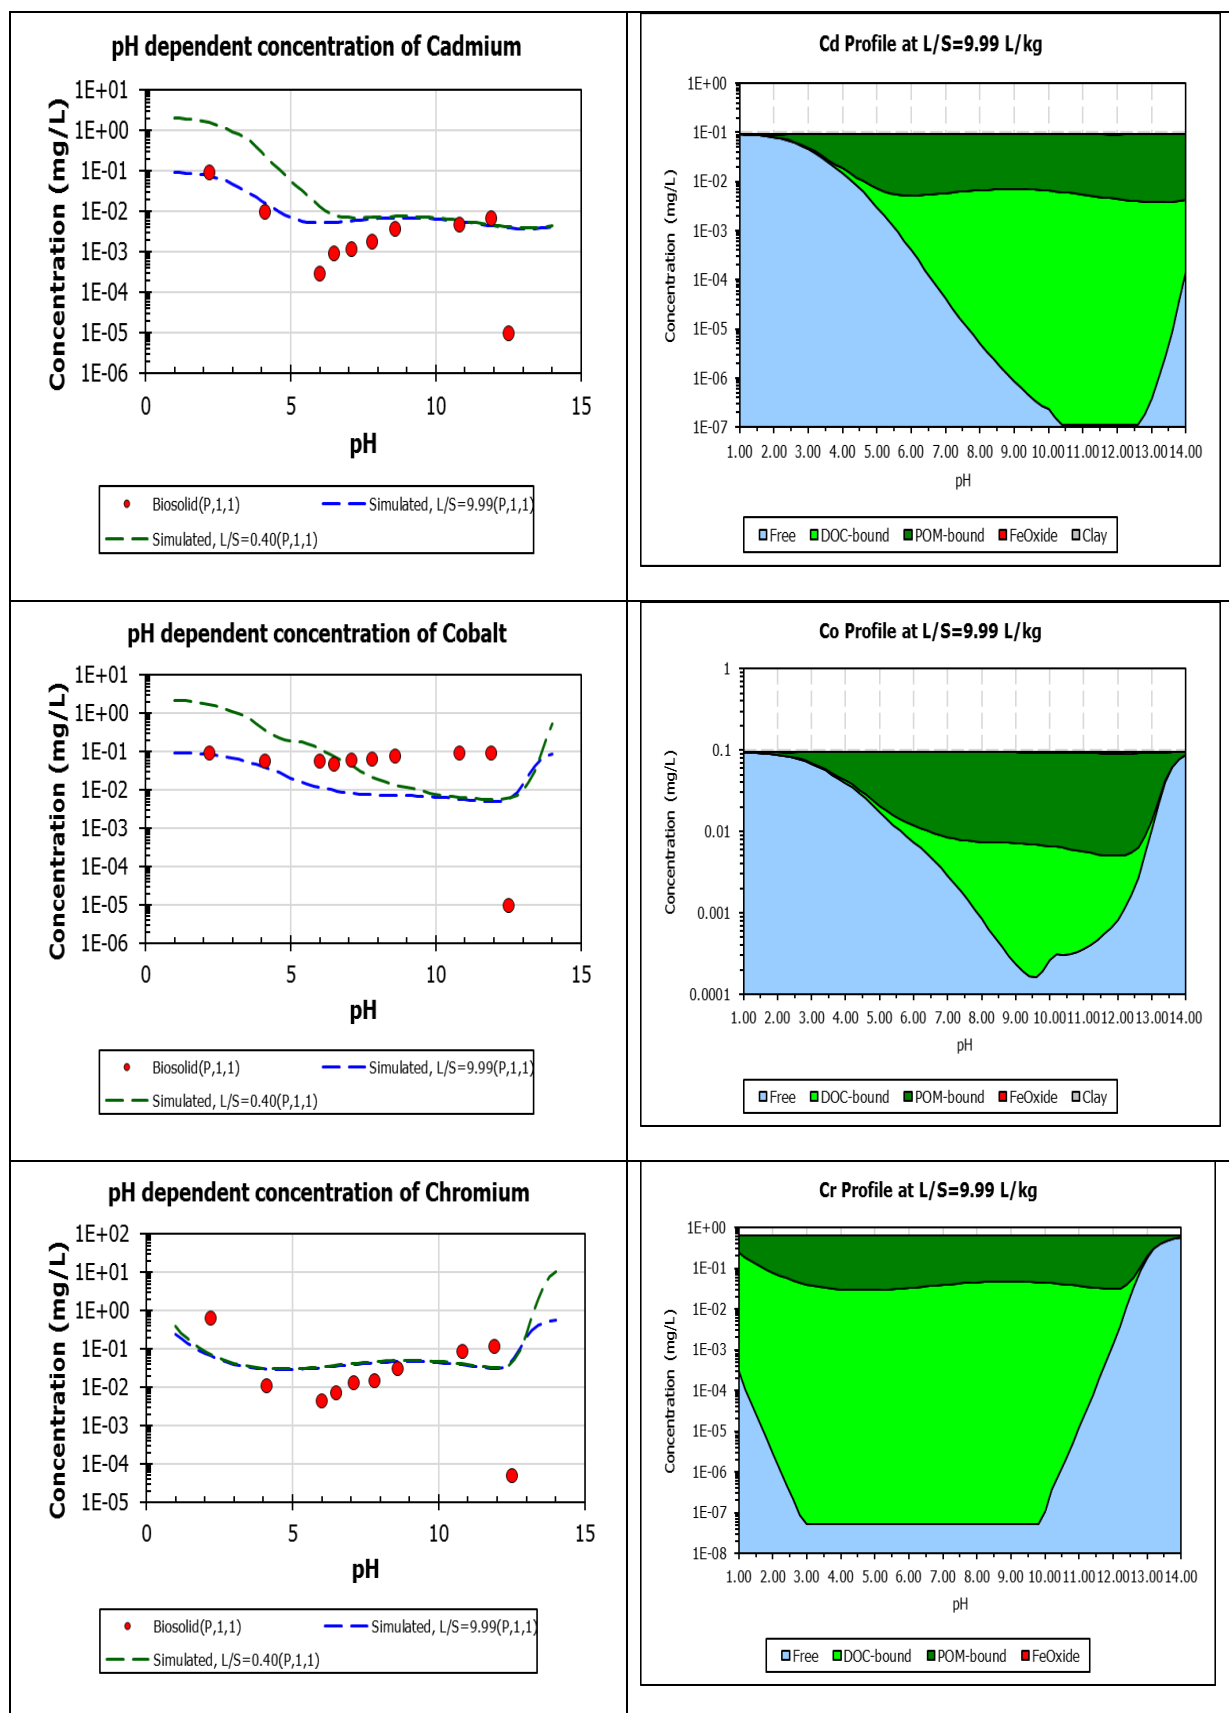 pH dependent concentration of Cadmium
Concentration (mg/L)
1E+01
1E+00
1E-01
1E-02
1E-03
1E-04
1E-05
1E-06
0 5 10 15
pH
Biosolid(P,1,1) Simulated, L/S=9.99(P,1,1)
Simulated, L/S=0.40(P,1,1)
Cd Profile at L/S=9.99 L/kg
Concentration (mg/L)
1E+00
1E-01
1E-02
1E-03
1E-04
1E-05
1E-06
1E-07
1.00 2.00 3.00 4.00 5.00 6.00 7.00 8.00 9.00 10.00 11.00 12.00 13.00 14.00
pH
Free DOC-bound POM-bound FeOxide Clay
pH dependent concentration of Cobalt
Concentration (mg/L)
1E+01
1E+00
1E-01
1E-02
1E-03
1E-04
1E-05
1E-06
0 5 10 15
pH
Biosolid(P,1,1) Simulated, L/S=9.99(P,1,1)
Simulated, L/S=0.40(P,1,1)
Co Profile at L/S=9.99 L/kg
Concentration (mg/L)
1
0.1
0.01
0.001
0.0001
1.00 2.00 3.00 4.00 5.00 6.00 7.00 8.00 9.00 10.00 11.00 12.00 13.00 14.00
pH
Free DOC-bound POM-bound FeOxide Clay
pH dependent concentration of Chromium
Concentration (mg/L)
1E+02
1E+01
1E+00
1E-01
1E-02
1E-03
1E-04
1E-05
0 5 10 15
pH
Biosolid(P,1,1) Simulated, L/S=9.99(P,1,1)
Simulated, L/S=0.40(P,1,1)
Cr Profile at L/S=9.99 L/kg
Concentration (mg/L)
1E+00
1E-01
1E-02
1E-03
1E-04
1E-05
1E-06
1E-07
1E-08
1.00 2.00 3.00 4.00 5.00 6.00 7.00 8.00 9.00 10.00 11.00 12.00 13.00 14.00
pH
Free DOC-bound POM-bound FeOxide